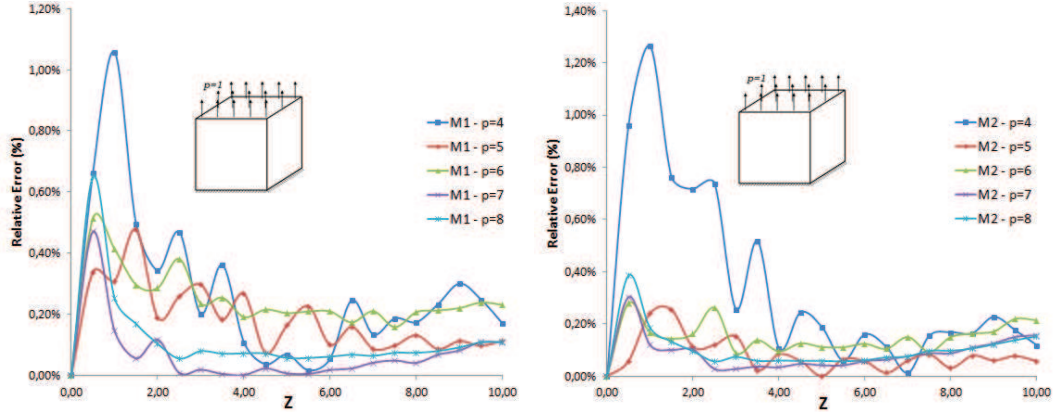 1,20%
1,00%
0,80%
0,60%
0,40%
0,20%
0,00%
Relative Error (%)
0,00 2,00 4,00 6,00 8,00 10,00
Z
p=1
M1 - p=4
M1 - p=5
M1 - p=6
M1 - p=7
M1 - p=8
1,40%
1,20%
1,00%
0,80%
0,60%
0,40%
0,20%
0,00%
Relative Error (%)
0,00 2,00 4,00 6,00 8,00 10,00
Z
p=1
M2 - p=4
M2 - p=5
M2 - p=6
M2 - p=7
M2 - p=8